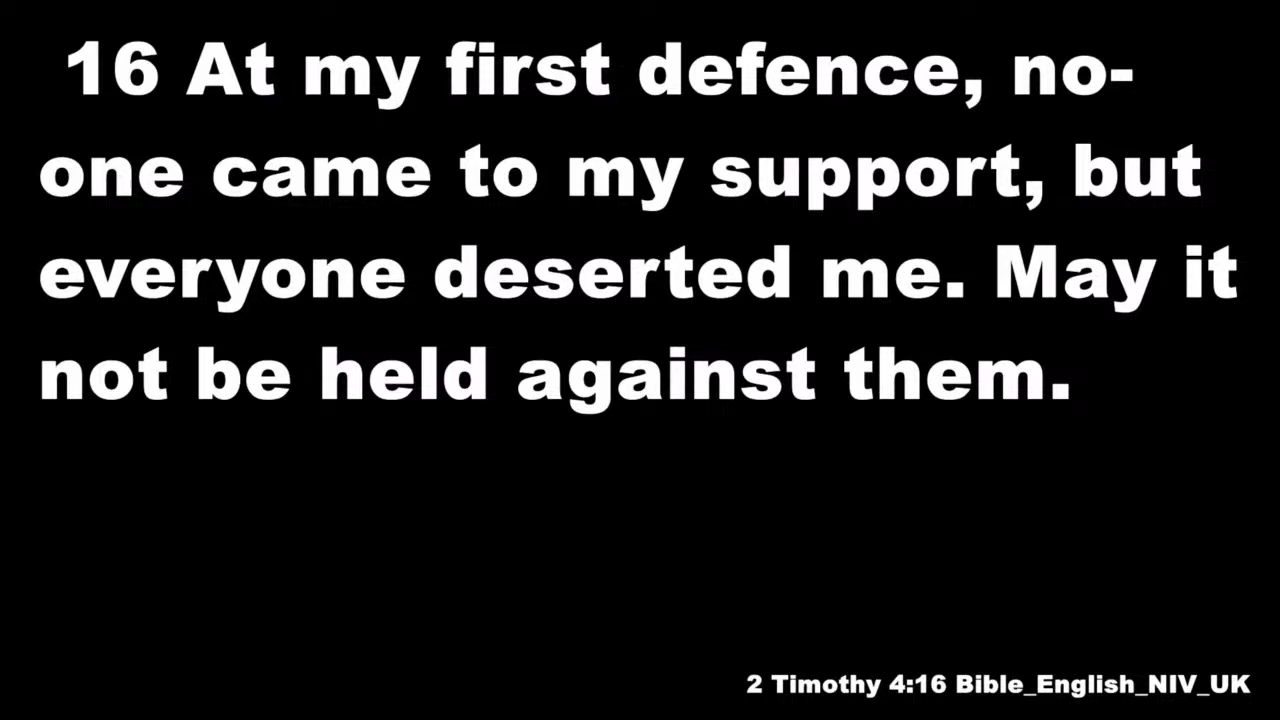 16 At my first defence, no-
one came to my support, but
everyone deserted me. May it
not be held against them.
2 Timothy 4:16 Bible_English_NIV_UK